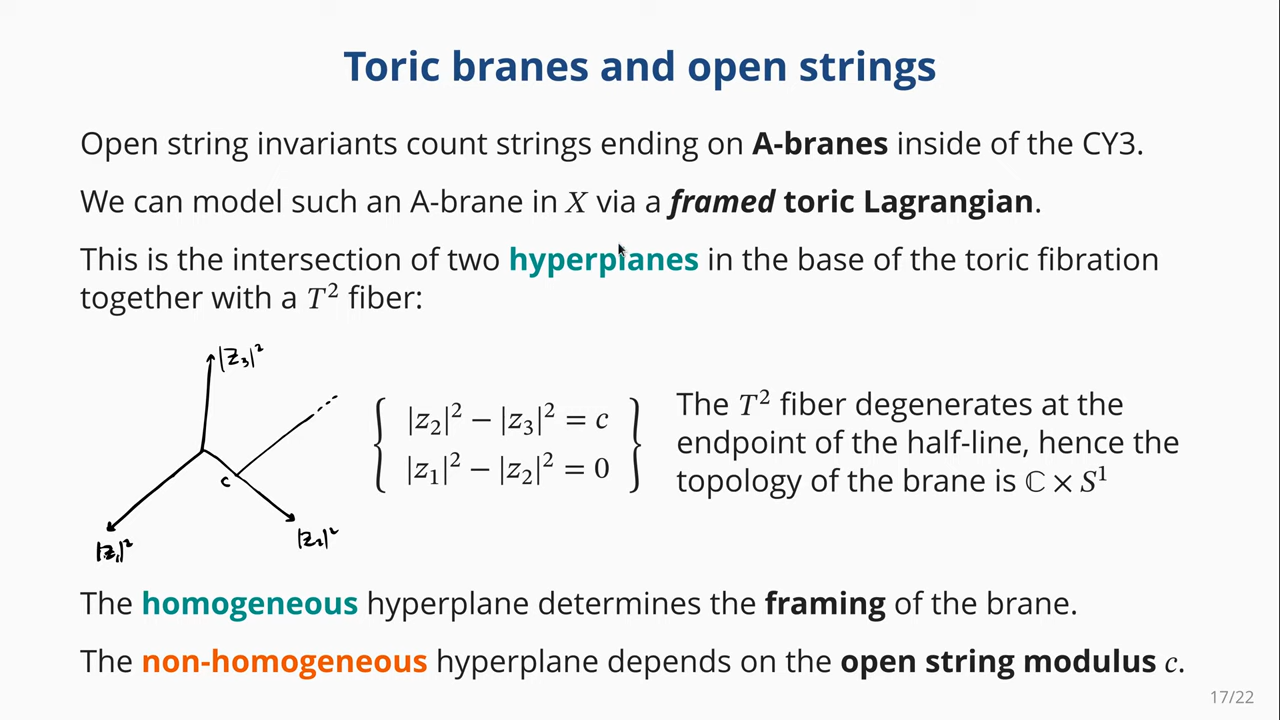 Toric branes and open strings
Open string invariants count strings ending on A-branes inside of the CY3.
We can model such an A-brane in X via a framed toric Lagrangian.
This is the intersection of two hyperplanes in the base of the toric fibration
together with a T² fiber:
|z₃|²
c
|z₁|²
|z₂|²
|z₂|² − |z₃|² = c
|z₁|² − |z₂|² = 0
The T² fiber degenerates at the
endpoint of the half-line, hence the
topology of the brane is ℂ × S¹
The homogeneous hyperplane determines the framing of the brane.
The non-homogeneous hyperplane depends on the open string modulus c.
17/22